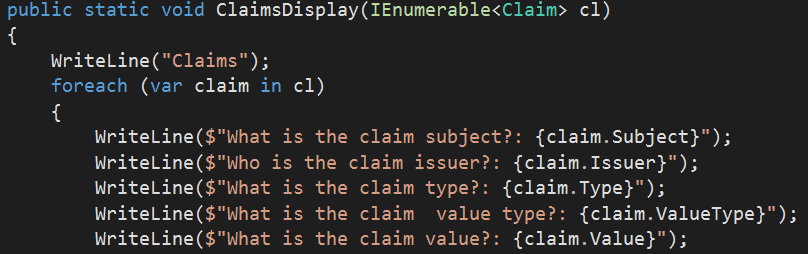 public static void ClaimsDisplay(IEnumerable<Claim> cl)
{
    WriteLine("Claims");
    foreach (var claim in cl)
    {
        WriteLine($"What is the claim subject?: {claim.Subject}");
        WriteLine($"Who is the claim issuer?: {claim.Issuer}");
        WriteLine($"What is the claim type?: {claim.Type}");
        WriteLine($"What is the claim  value type?: {claim.ValueType}");
        WriteLine($"What is the claim value?: {claim.Value}");